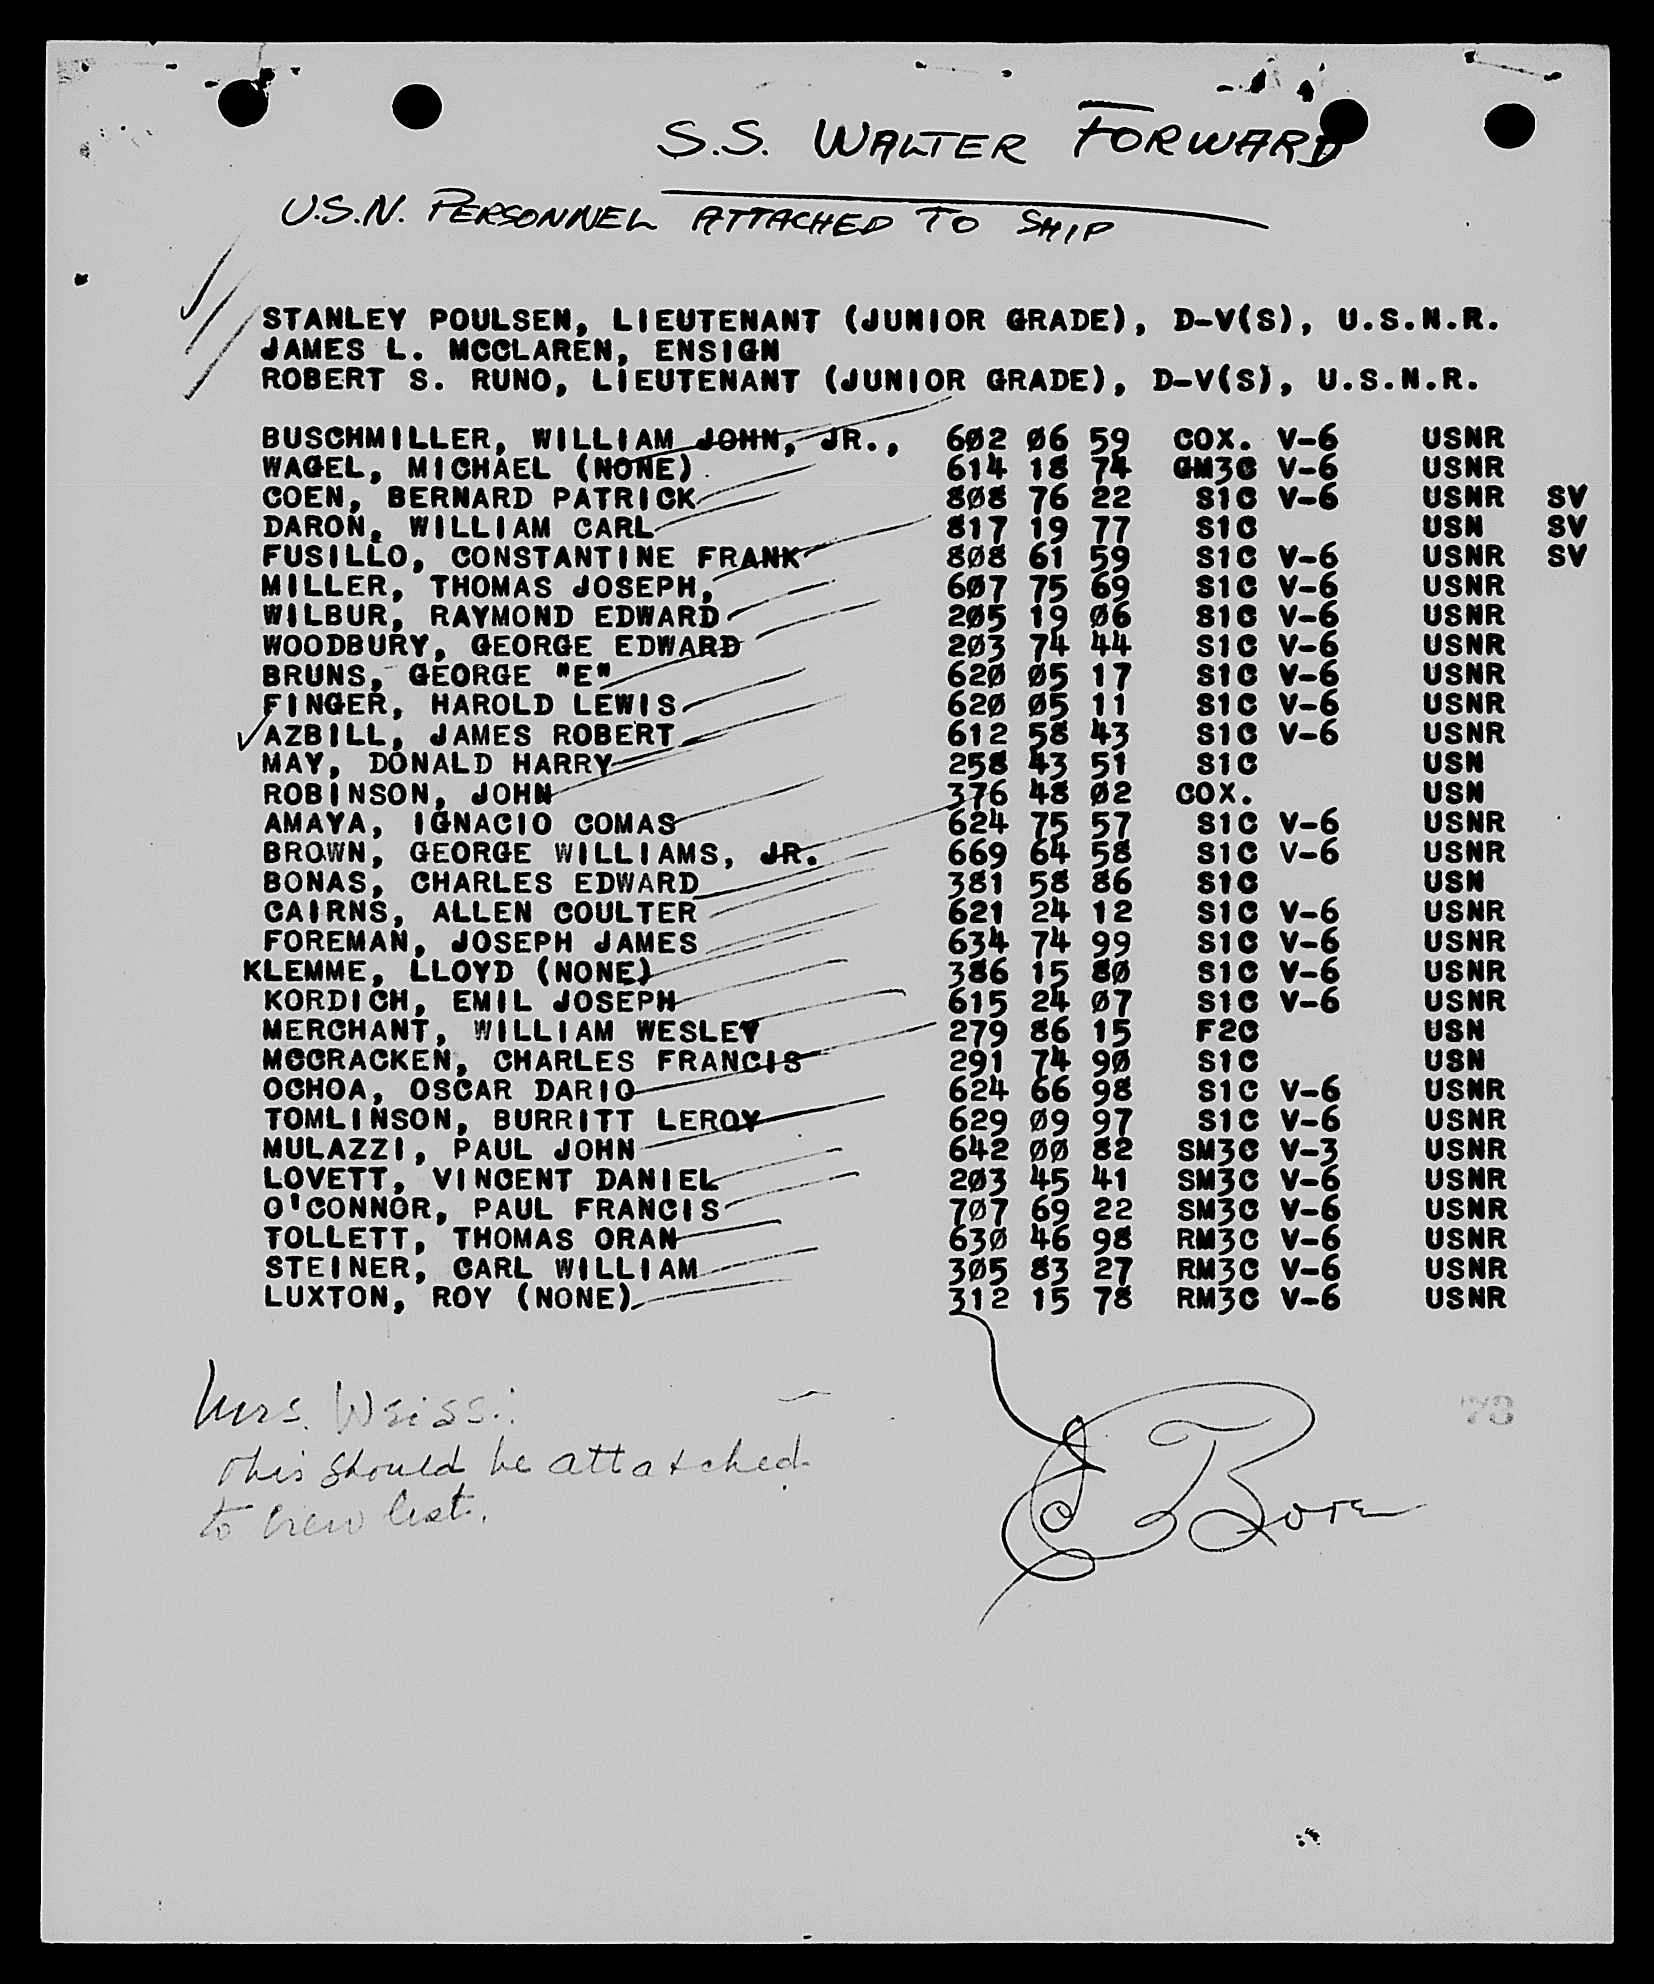 S.S. WALTER FORWARD
U.S.N. PERSONNEL ATTACHED TO SHIP
STANLEY POULSEN, LIEUTENANT (JUNIOR GRADE), D-V(S), U.S.N.R.
JAMES L. MCCLAREN, ENSIGN
ROBERT S. RUNO, LIEUTENANT (JUNIOR GRADE), D-V(S), U.S.N.R.
BUSCHMILLER, WILLIAM JOHN, JR., 602 06 59 COX. V-6 USNR
WAGEL, MICHAEL (NONE) 614 18 74 GM3C V-6 USNR
COEN, BERNARD PATRICK 808 76 22 S1C V-6 USNR SV
DARON, WILLIAM CARL 817 19 77 S1C USN SV
FUSILLO, CONSTANTINE FRANK 808 61 59 S1C V-6 USNR SV
MILLER, THOMAS JOSEPH, 607 75 69 S1C V-6 USNR
WILBUR, RAYMOND EDWARD 205 19 06 S1C V-6 USNR
WOODBURY, GEORGE EDWARD 203 74 44 S1C V-6 USNR
BRUNS, GEORGE "E" 620 05 17 S1C V-6 USNR
FINGER, HAROLD LEWIS 620 05 11 S1C V-6 USNR
AZBILL, JAMES ROBERT 612 58 43 S1C V-6 USNR
MAY, DONALD HARRY 258 43 51 S1C USN
ROBINSON, JOHN 376 48 02 COX. USN
AMAYA, IGNACIO COMAS 624 75 57 S1C V-6 USNR
BROWN, GEORGE WILLIAMS, JR. 669 64 58 S1C V-6 USNR
BONAS, CHARLES EDWARD 381 58 86 S1C USN
CAIRNS, ALLEN COULTER 621 24 12 S1C V-6 USNR
FOREMAN, JOSEPH JAMES 634 74 99 S1C V-6 USNR
KLEMME, LLOYD (NONE) 386 15 80 S1C V-6 USNR
KORDICH, EMIL JOSEPH 615 24 07 S1C V-6 USNR
MERCHANT, WILLIAM WESLEY 279 86 15 F2C USN
MCCRACKEN, CHARLES FRANCIS 291 74 90 S1C USN
OCHOA, OSCAR DARIO 624 66 98 S1C V-6 USNR
TOMLINSON, BURRITT LEROY 629 09 97 S1C V-6 USNR
MULAZZI, PAUL JOHN 642 00 82 SM3C V-3 USNR
LOVETT, VINCENT DANIEL 203 45 41 SM3C V-6 USNR
O'CONNOR, PAUL FRANCIS 707 69 22 SM3C V-6 USNR
TOLLETT, THOMAS ORAN 630 46 98 RM3C V-6 USNR
STEINER, CARL WILLIAM 305 83 27 RM3C V-6 USNR
LUXTON, ROY (NONE) 312 15 78 RM3C V-6 USNR
Mrs. Weiss:
this should be attatched
to crew list.
78